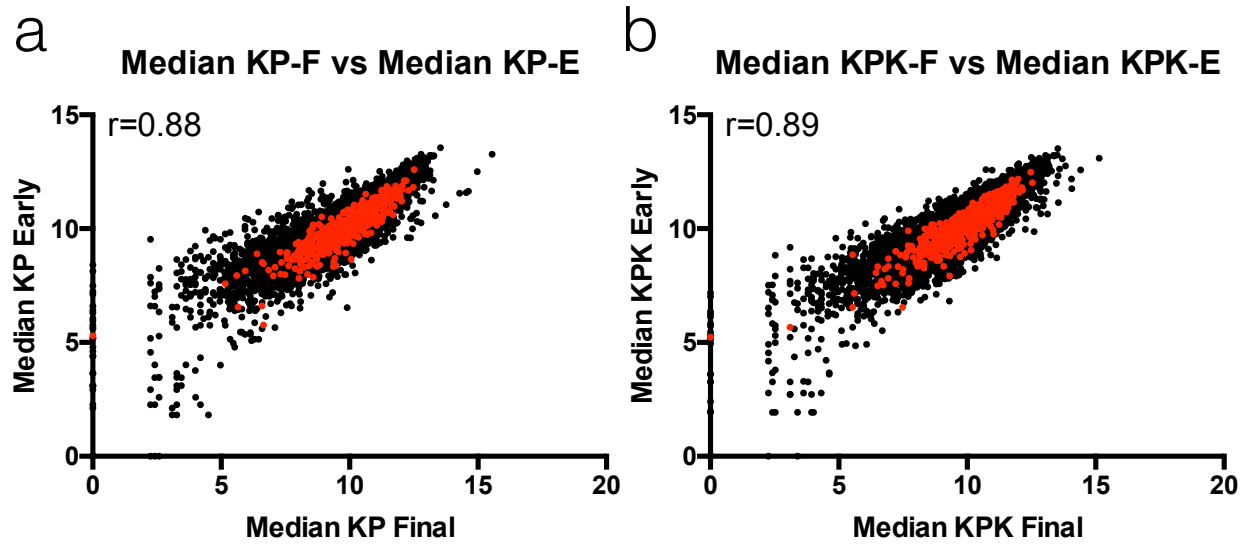 a
Median KP-F vs Median KP-E
r=0.88
15
10
5
0
Median KP Early
0 5 10 15 20
Median KP Final
b
Median KPK-F vs Median KPK-E
r=0.89
15
10
5
0
Median KPK Early
0 5 10 15 20
Median KPK Final